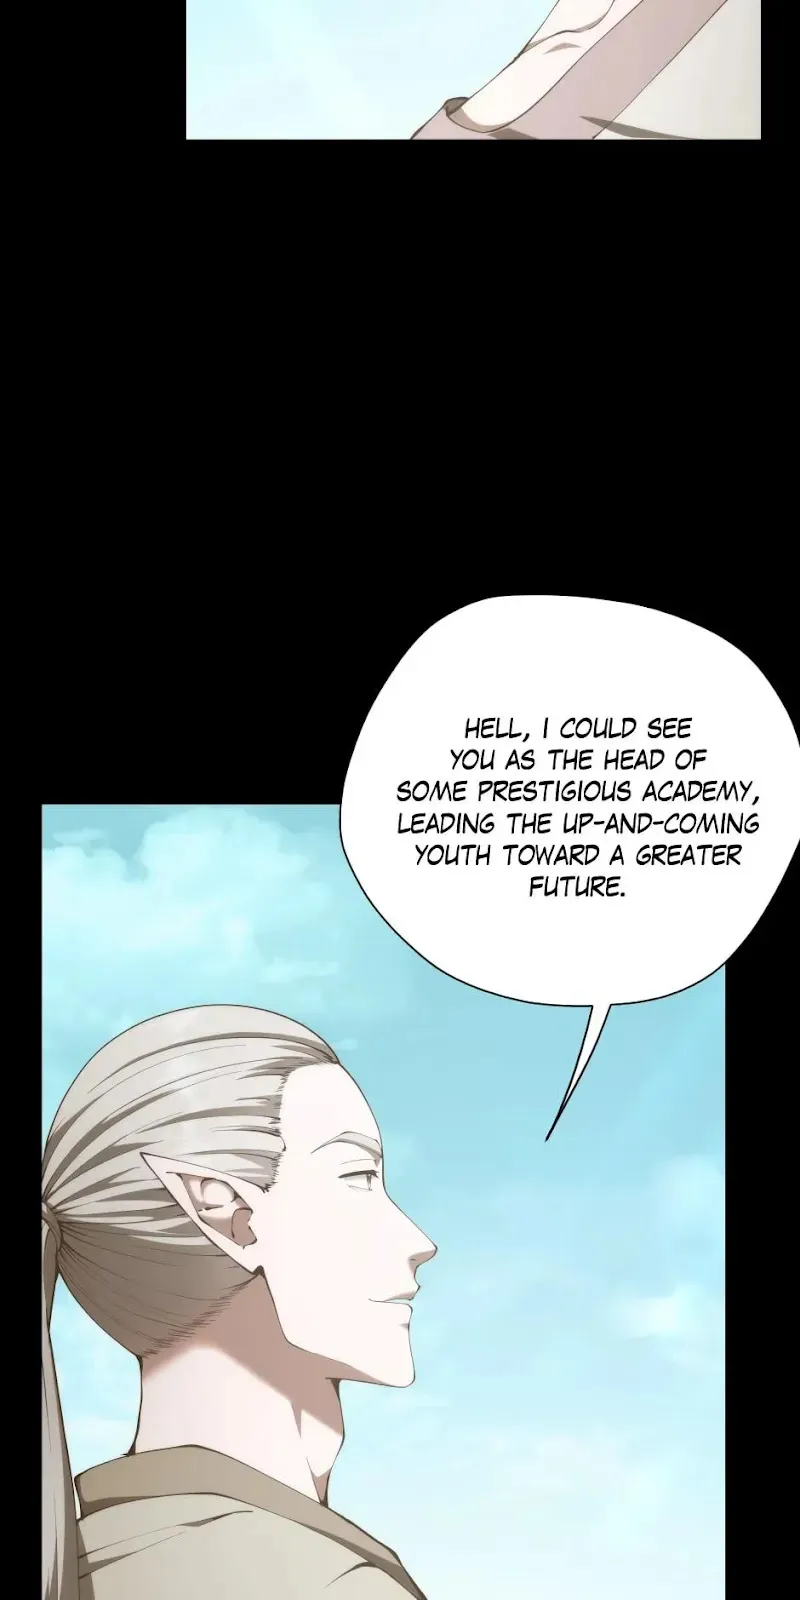 HELL, I COULD SEE
YOU AS THE HEAD OF
SOME PRESTIGIOUS ACADEMY,
LEADING THE UP-AND-COMING
YOUTH TOWARD A GREATER
FUTURE.